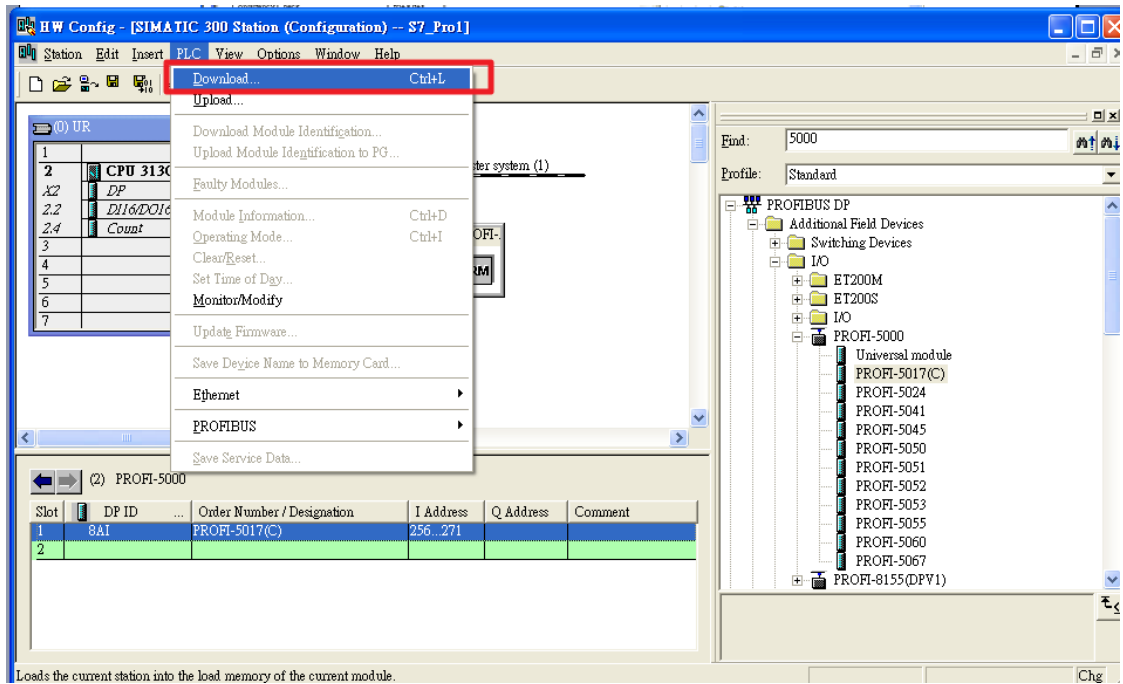 HW Config - [SIMATIC 300 Station (Configuration) -- S7_Pro1]
Station Edit Insert PLC View Options Window Help
Download... Ctrl+L
Upload...
Download Module Identification...
Upload Module Identification to PG...
Faulty Modules...
Module Information... Ctrl+D
Operating Mode... Ctrl+I
Clear/Reset...
Set Time of Day...
Monitor/Modify
Update Firmware...
Save Device Name to Memory Card...
Ethernet
PROFIBUS
Save Service Data...
(0) UR
1
2 CPU 313C
X2 DP
2.2 DI16/DO16
2.4 Count
3
4
5
6
7
ster system (1)
OFI-.
RM
Find: 5000
Profile: Standard
PROFIBUS DP
Additional Field Devices
Switching Devices
I/O
ET200M
ET200S
I/O
PROFI-5000
Universal module
PROFI-5017(C)
PROFI-5024
PROFI-5041
PROFI-5045
PROFI-5050
PROFI-5051
PROFI-5052
PROFI-5053
PROFI-5055
PROFI-5060
PROFI-5067
PROFI-8155(DPV1)
(2) PROFI-5000
Slot DP ID ... Order Number / Designation I Address Q Address Comment
1 8AI PROFI-5017(C) 256...271
2
Loads the current station into the load memory of the current module. Chg